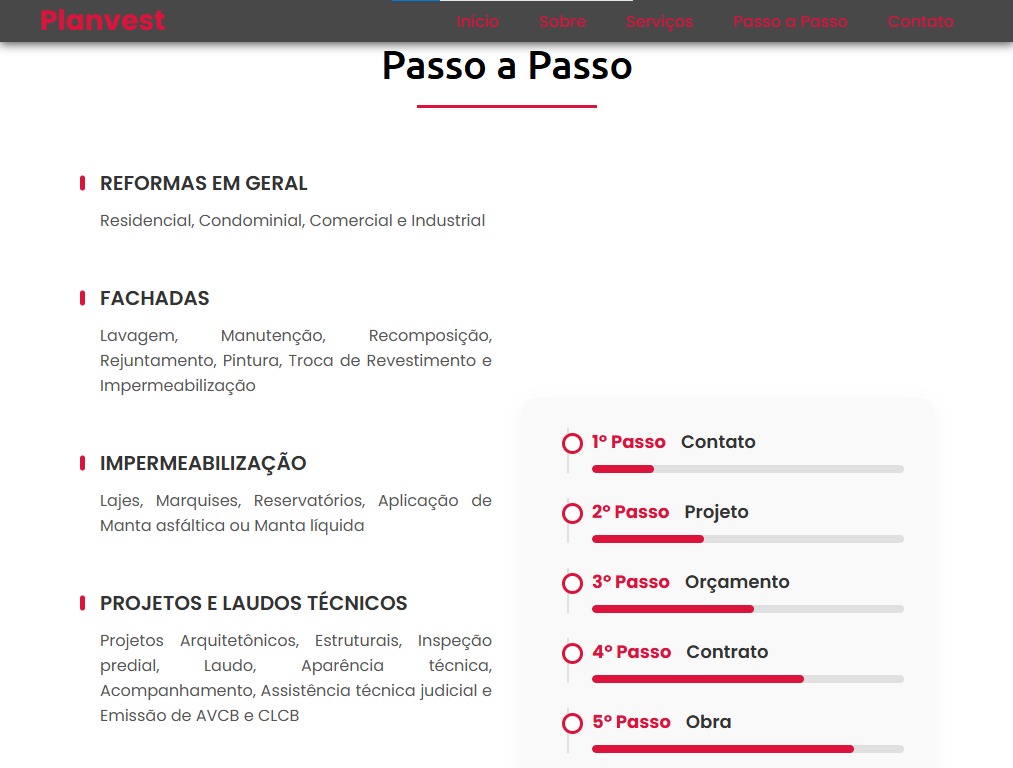 Planvest
Inicio Sobre Serviços Passo a Passo Contato
Passo a Passo
REFORMAS EM GERAL
Residencial, Condominial, Comercial e Industrial
FACHADAS
Lavagem, Manutenção, Recomposição,
Rejuntamento, Pintura, Troca de Revestimento e
Impermeabilização
IMPERMEABILIZAÇÃO
Lajes, Marquises, Reservatórios, Aplicação de
Manta asfáltica ou Manta líquida
PROJETOS E LAUDOS TÉCNICOS
Projetos Arquitetônicos, Estruturais, Inspeção
predial, Laudo, Aparência técnica,
Acompanhamento, Assistência técnica judicial e
Emissão de AVCB e CLCB
1º Passo Contato
2º Passo Projeto
3º Passo Orçamento
4º Passo Contrato
5º Passo Obra